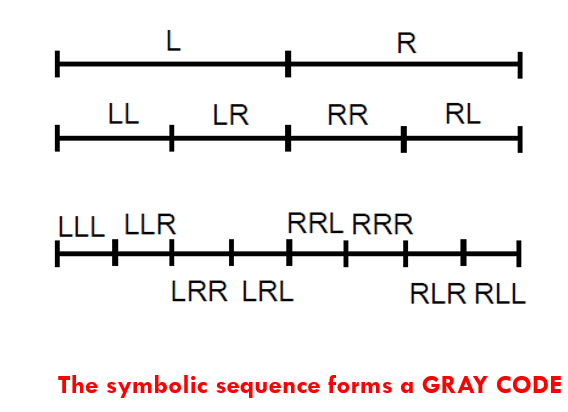 L R
LL LR RR RL
LLL LLR RRL RRR
LRR LRL RLR RLL
The symbolic sequence forms a GRAY CODE